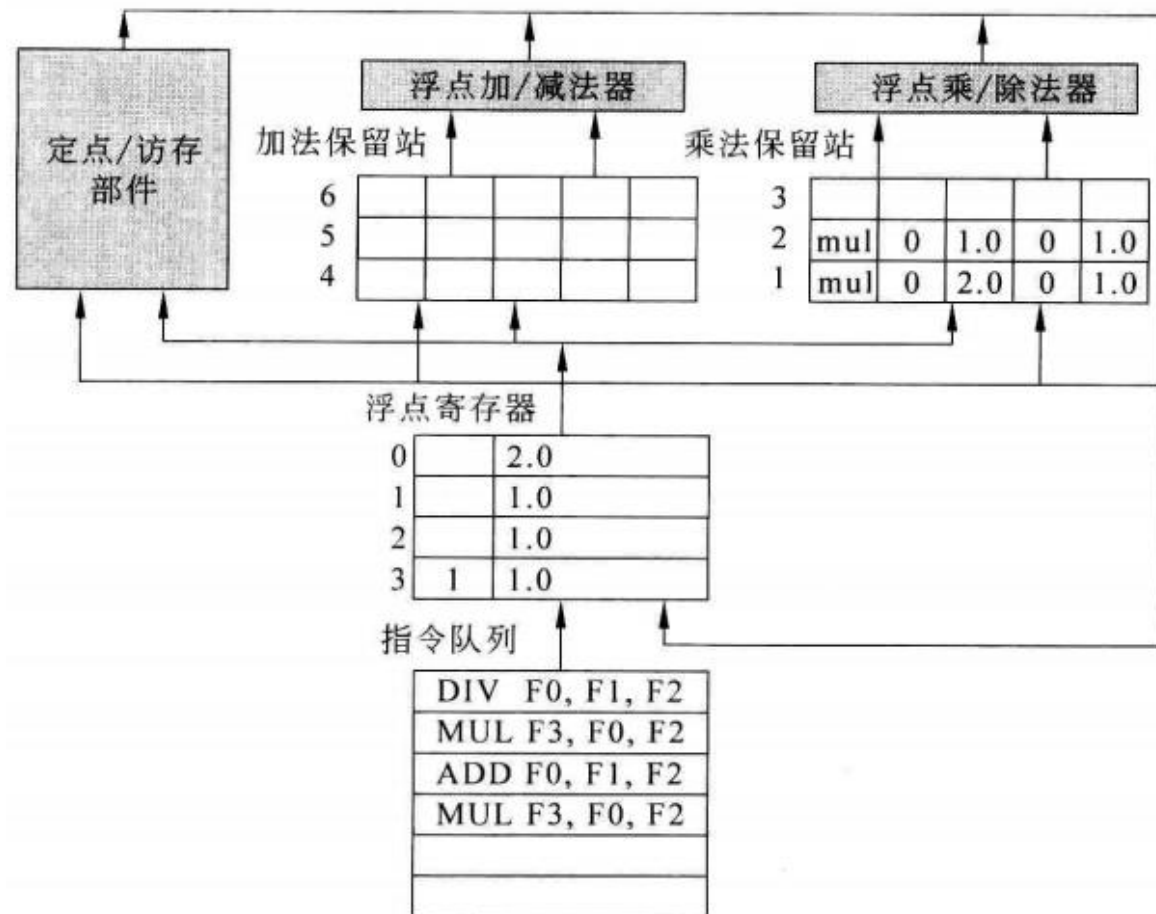 浮点加/减法器
浮点乘/除法器
定点/访存
部件
加法保留站
乘法保留站
6
5
4
3
2 mul 0 1.0 0 1.0
1 mul 0 2.0 0 1.0
浮点寄存器
0 2.0
1 1.0
2 1.0
3 1 1.0
指令队列
DIV F0, F1, F2
MUL F3, F0, F2
ADD F0, F1, F2
MUL F3, F0, F2